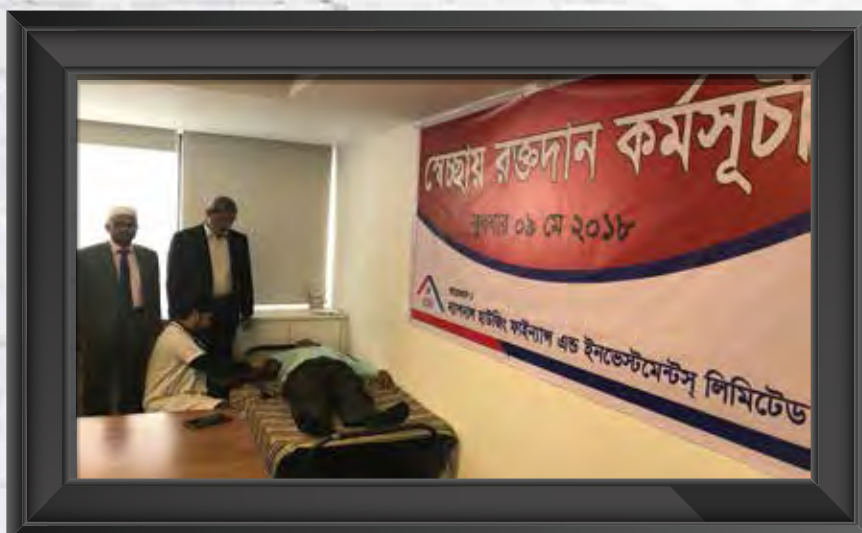 স্বেচ্ছায় রক্তদান কর্মসূচী
বুধবার ০৯ মে ২০১৮
ন্যাশনাল হাউজিং ফাইন্যান্স এন্ড ইনভেস্টমেন্টস্ লিমিটেড